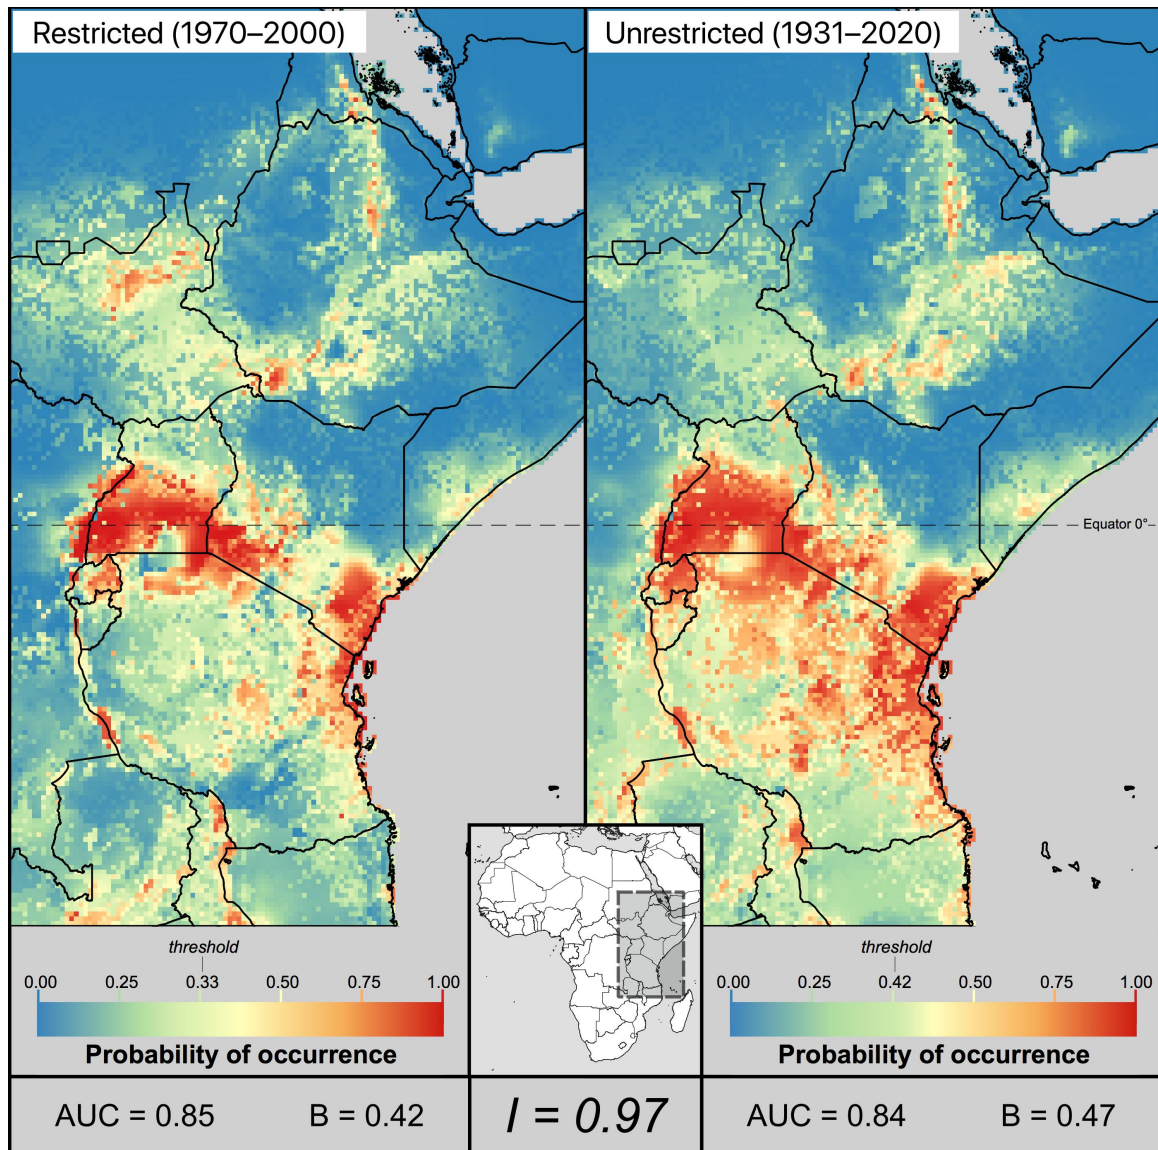 Restricted (1970–2000)
Unrestricted (1931–2020)
Equator 0°
threshold
0.00 0.25 0.33 0.50 0.75 1.00
Probability of occurrence
threshold
0.00 0.25 0.42 0.50 0.75 1.00
Probability of occurrence
AUC = 0.85 B = 0.42
I = 0.97
AUC = 0.84 B = 0.47